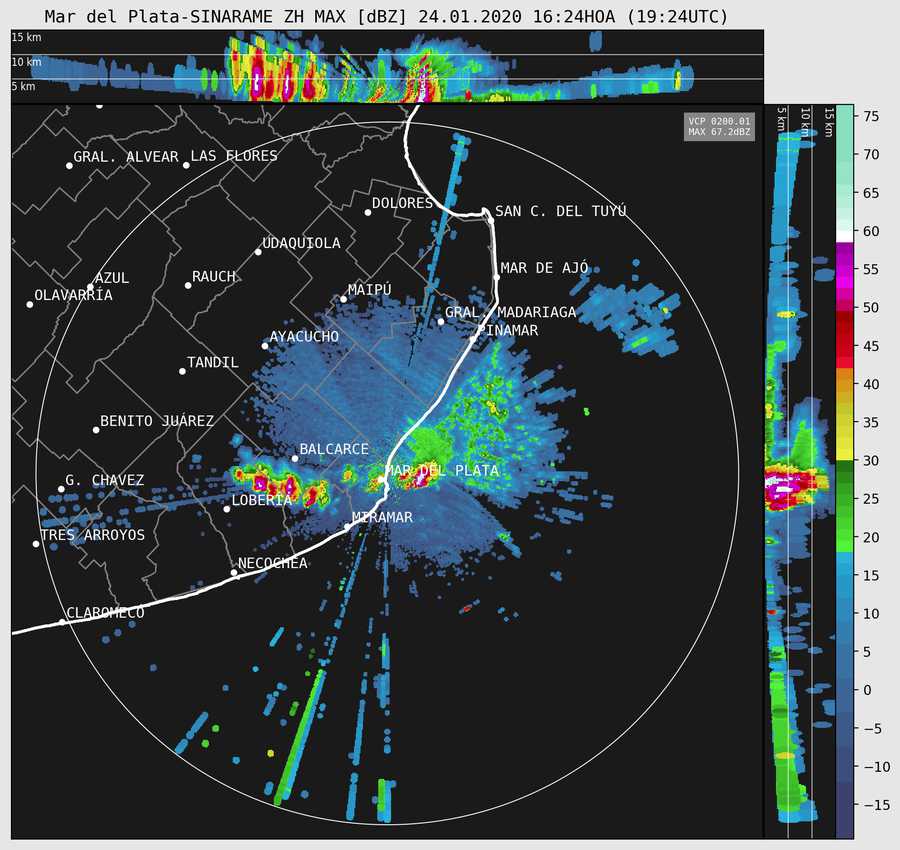 Mar del Plata-SINARAME ZH MAX [dBZ] 24.01.2020 16:24HOA (19:24UTC)
15 km
10 km
5 km
VCP 0200.01
MAX 67.2dBZ
5 km
10 km
15 km
GRAL. ALVEAR
LAS FLORES
DOLORES
SAN C. DEL TUYÚ
UDAQUIOLA
AZUL
RAUCH
MAR DE AJÓ
OLAVARRÍA
MAIPÚ
GRAL. MADARIAGA
PINAMAR
AYACUCHO
TANDIL
BENITO JUÁREZ
BALCARCE
MAR DEL PLATA
G. CHAVEZ
LOBERÍA
MIRAMAR
TRES ARROYOS
NECOCHEA
CLAROMECÓ
75
70
65
60
55
50
45
40
35
30
25
20
15
10
5
0
−5
−10
−15